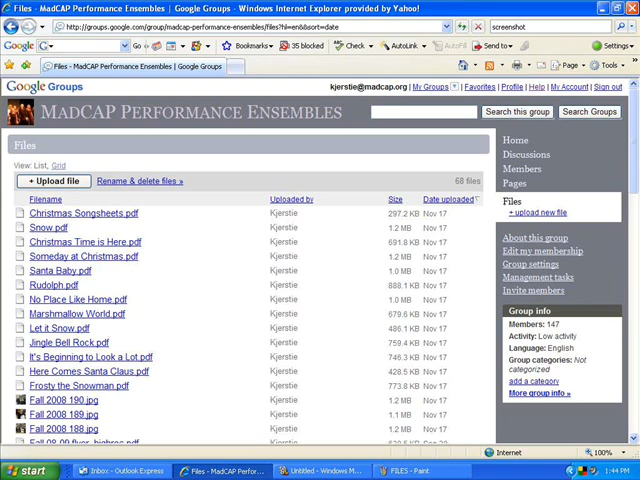 Files - MadCAP Performance Ensembles | Google Groups - Windows Internet Explorer provided by Yahoo!
http://groups.google.com/group/madcap-performance-ensembles/files?hl=en&&sort=date
screenshot
Google
Go
Bookmarks
35 blocked
Check
AutoLink
AutoFill
Send to
Settings
Files - MadCAP Performance Ensembles | Google Groups
Page
Tools
Google Groups
kjerstie@madcap.org | My Groups | Favorites | Profile | Help | My Account | Sign out
MadCAP Performance Ensembles
Search this group
Search Groups
Files
View: List, Grid
+ Upload file
Rename & delete files »
68 files
Filename Uploaded by Size Date uploaded
Christmas Songsheets.pdf Kjerstie 297.2 KB Nov 17
Snow.pdf Kjerstie 1.2 MB Nov 17
Christmas Time is Here.pdf Kjerstie 691.8 KB Nov 17
Someday at Christmas.pdf Kjerstie 1.2 MB Nov 17
Santa Baby.pdf Kjerstie 1.0 MB Nov 17
Rudolph.pdf Kjerstie 888.1 KB Nov 17
No Place Like Home.pdf Kjerstie 1.0 MB Nov 17
Marshmallow World.pdf Kjerstie 679.6 KB Nov 17
Let it Snow.pdf Kjerstie 486.1 KB Nov 17
Jingle Bell Rock.pdf Kjerstie 759.4 KB Nov 17
It's Beginning to Look a Lot.pdf Kjerstie 746.3 KB Nov 17
Here Comes Santa Claus.pdf Kjerstie 428.5 KB Nov 17
Frosty the Snowman.pdf Kjerstie 773.8 KB Nov 17
Fall 2008 190.jpg Kjerstie 1.2 MB Nov 17
Fall 2008 189.jpg Kjerstie 1.1 MB Nov 17
Fall 2008 188.jpg Kjerstie 1.2 MB Nov 17
Home
Discussions
Members
Pages
Files
+ upload new file
About this group
Edit my membership
Group settings
Management tasks
Invite members
Group info
Members: 147
Activity: Low activity
Language: English
Group categories: Not
categorized
add a category
More group info »
Internet
100%
start
Inbox - Outlook Express
Files - MadCAP Perfor...
Untitled - Windows M...
FILES - Paint
1:44 PM